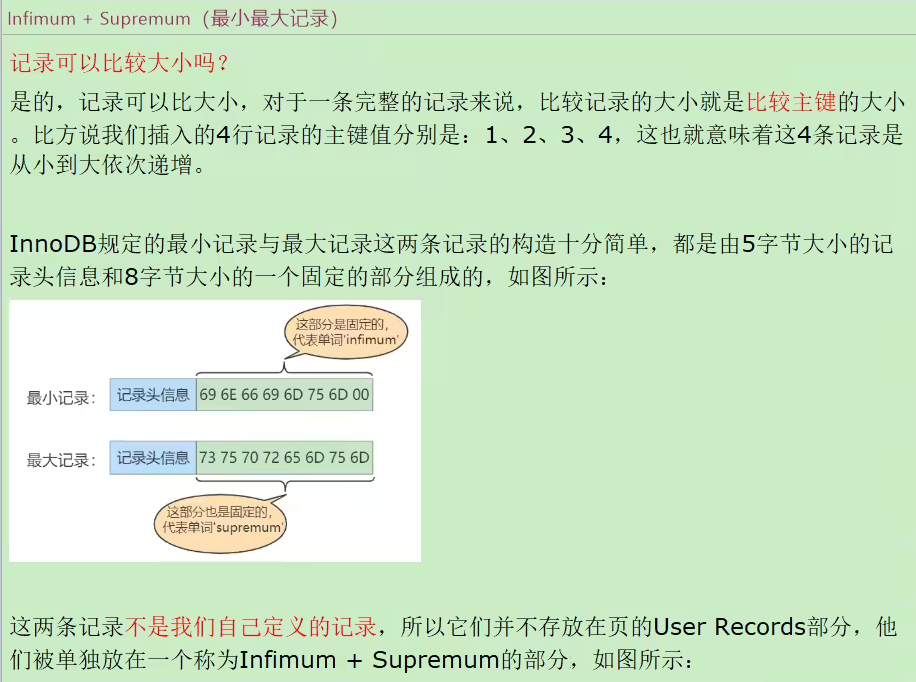 Infimum + Supremum（最小最大记录）
记录可以比较大小吗？
是的，记录可以比大小，对于一条完整的记录来说，比较记录的大小就是比较主键的大小
。比方说我们插入的4行记录的主键值分别是：1、2、3、4，这也就意味着这4条记录是
从小到大依次递增。
InnoDB规定的最小记录与最大记录这两条记录的构造十分简单，都是由5字节大小的记
录头信息和8字节大小的一个固定的部分组成的，如图所示：
这部分是固定的，
代表单词'infimum'
最小记录： 记录头信息 69 6E 66 69 6D 75 6D 00
最大记录： 记录头信息 73 75 70 72 65 6D 75 6D
这部分也是固定的，
代表单词'supremum'
这两条记录不是我们自己定义的记录，所以它们并不存放在页的User Records部分，他
们被单独放在一个称为Infimum + Supremum的部分，如图所示：